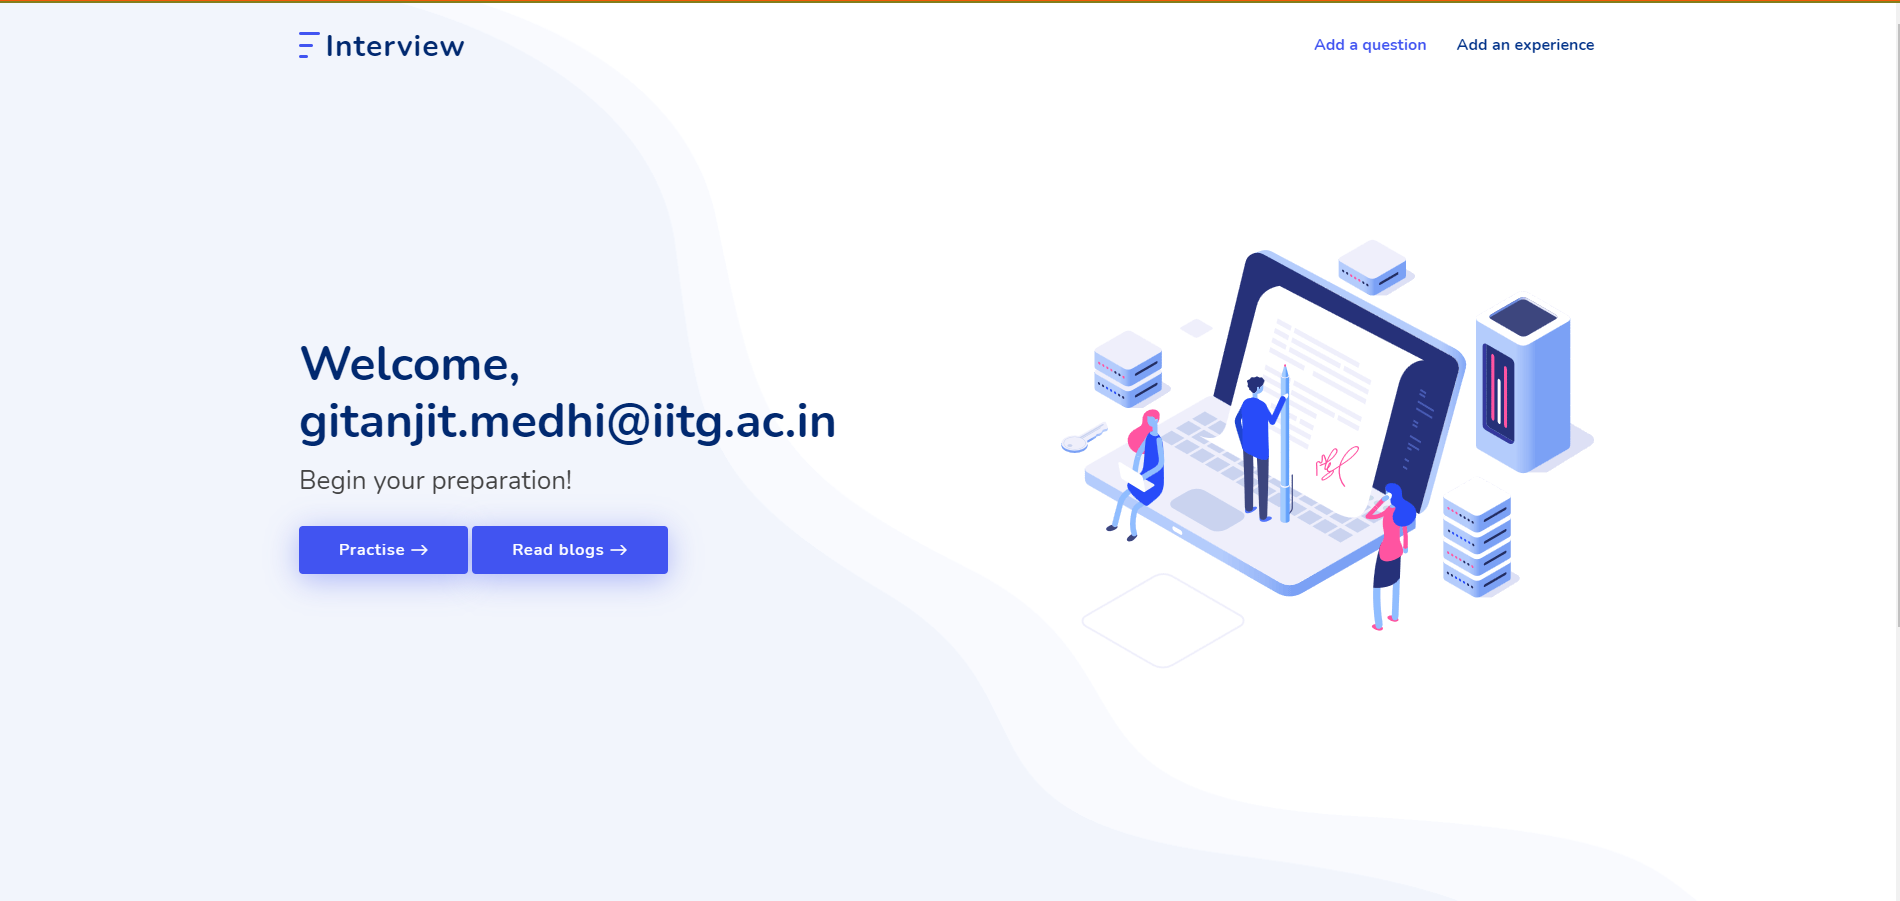 Interview
Add a question
Add an experience
Welcome,
gitanjit.medhi@iitg.ac.in
Begin your preparation!
Practise →
Read blogs →